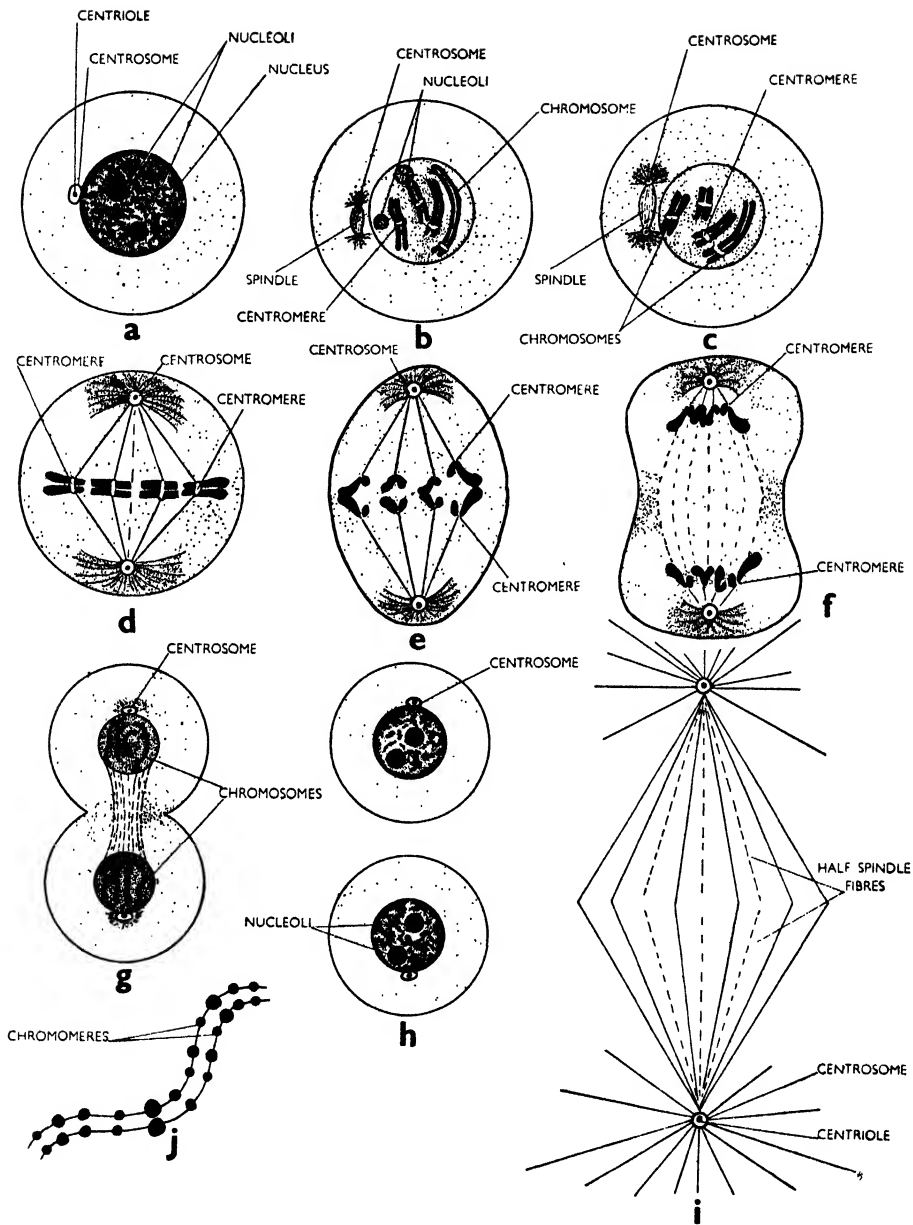 CENTRIOLE
CENTROSOME
NUCLEOLI
NUCLEUS
a
CENTROSOME
NUCLEOLI
CHROMOSOME
SPINDLE
CENTROMERE
b
CENTROSOME
CENTROMERE
SPINDLE
CHROMOSOMES
c
CENTROMERE
CENTROSOME
CENTROMERE
d
CENTROSOME
CENTROMERE
CENTROMERE
e
CENTROMERE
CENTROMERE
f
CENTROSOME
CHROMOSOMES
g
CENTROSOME
NUCLEOLI
h
HALF SPINDLE
FIBRES
CENTROSOME
CENTRIOLE
i
CHROMOMERES
j